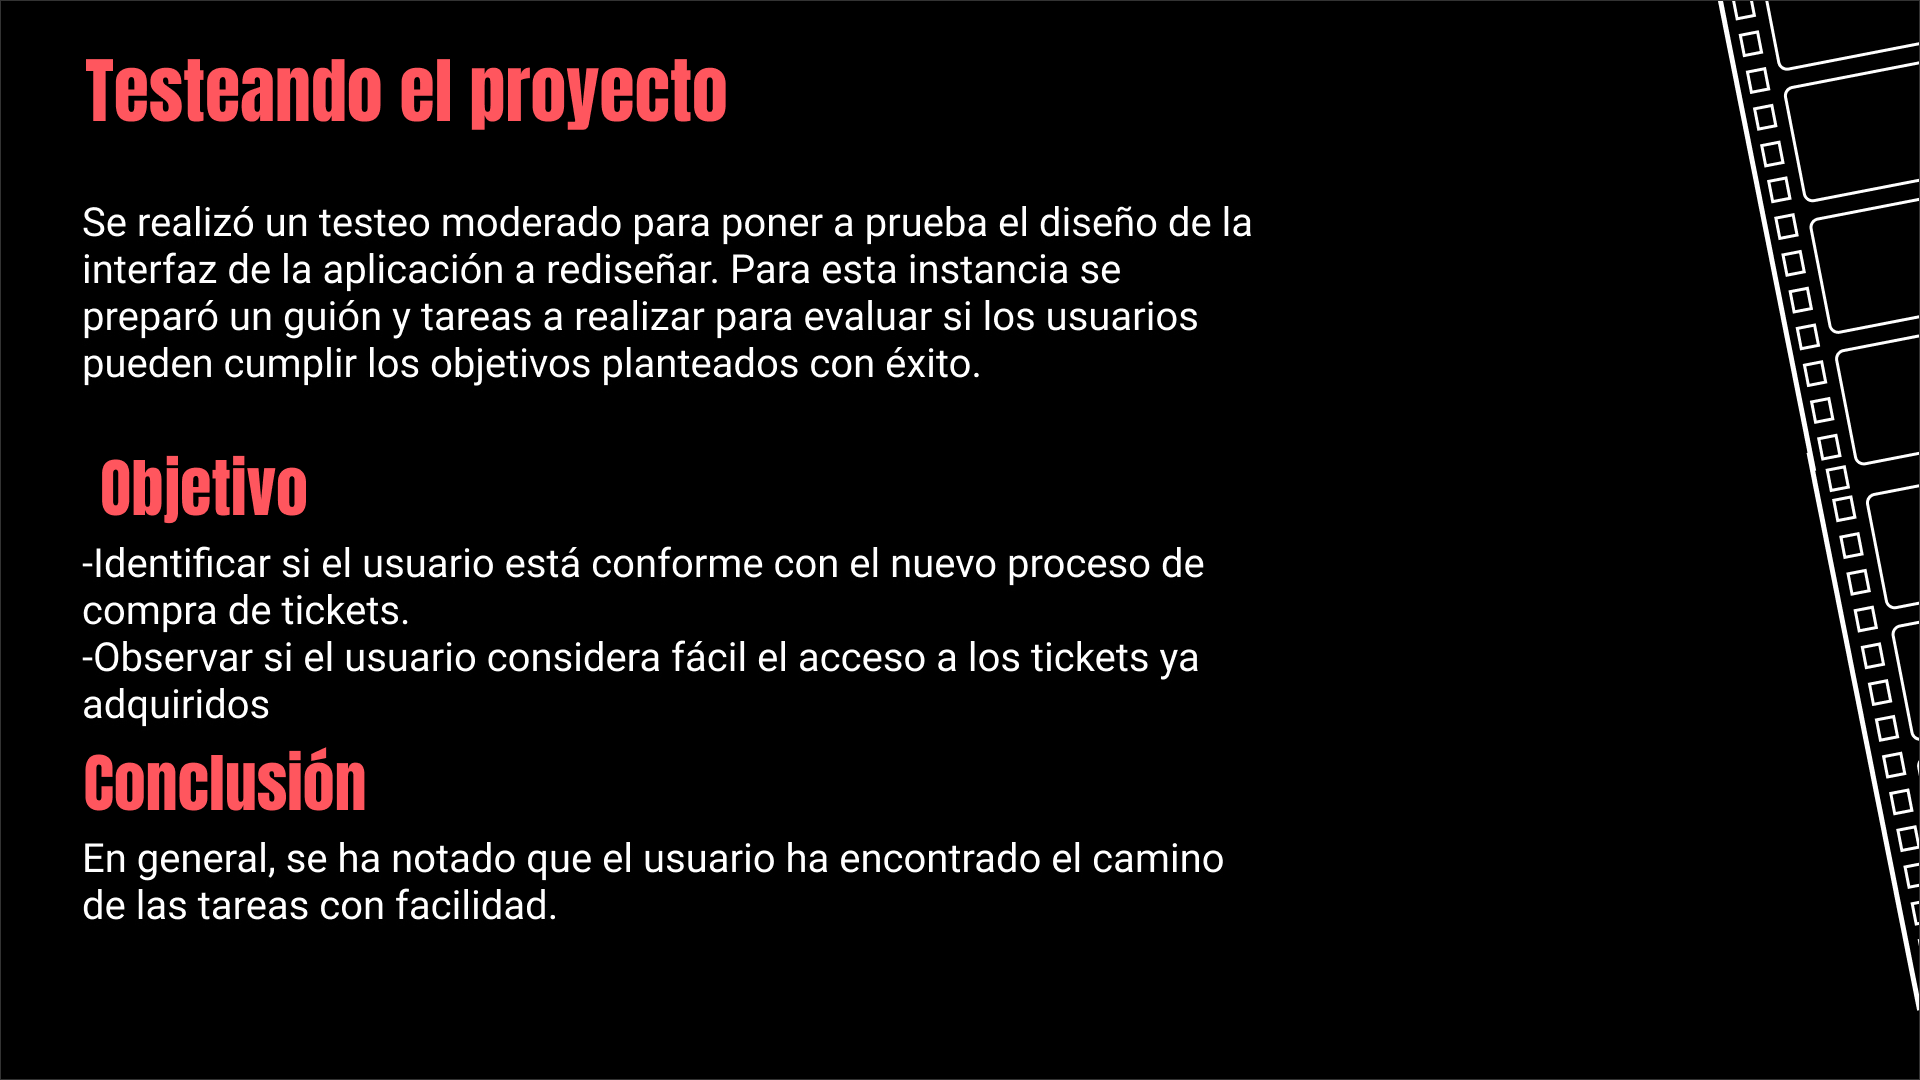 Testeando el proyecto
Se realizó un testeo moderado para poner a prueba el diseño de la
interfaz de la aplicación a rediseñar. Para esta instancia se
preparó un guión y tareas a realizar para evaluar si los usuarios
pueden cumplir los objetivos planteados con éxito.
Objetivo
-Identificar si el usuario está conforme con el nuevo proceso de
compra de tickets.
-Observar si el usuario considera fácil el acceso a los tickets ya
adquiridos
Conclusión
En general, se ha notado que el usuario ha encontrado el camino
de las tareas con facilidad.